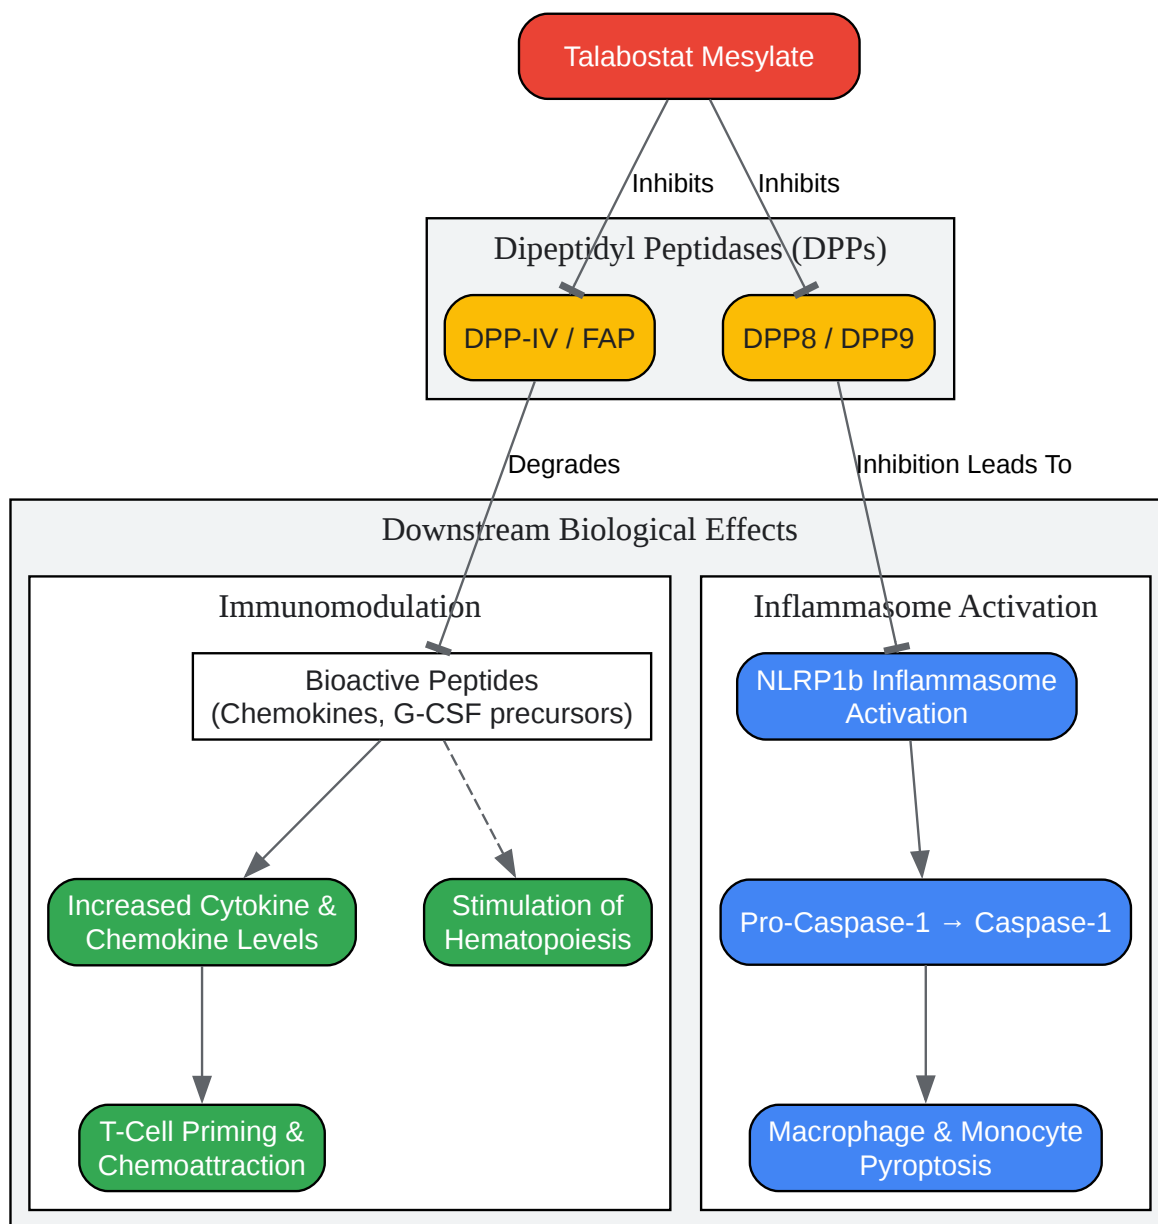 Talabostat Mesylate
Inhibits
Inhibits
Dipeptidyl Peptidases (DPPs)
DPP-IV / FAP
DPP8 / DPP9
Degrades
Inhibition Leads To
Downstream Biological Effects
Immunomodulation
Inflammasome Activation
Bioactive Peptides
(Chemokines, G-CSF precursors)
NLRP1b Inflammasome
Activation
Increased Cytokine &
Chemokine Levels
Stimulation of
Hematopoiesis
Pro-Caspase-1 → Caspase-1
T-Cell Priming &
Chemoattraction
Macrophage & Monocyte
Pyroptosis